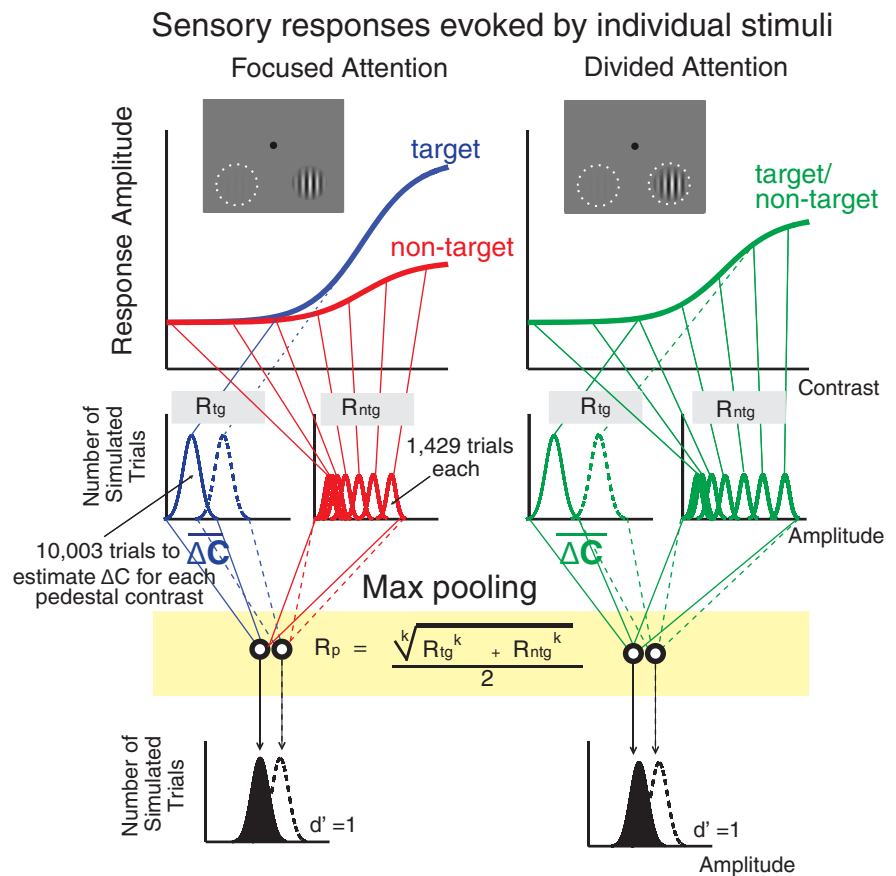 Sensory responses evoked by individual stimuli
Focused Attention
Divided Attention
Response Amplitude
target
non-target
target/
non-target
Contrast
Number of
Simulated
Trials
Rtg
Rntg
1,429 trials
each
Rtg
Rntg
Amplitude
10,003 trials to
estimate ΔC for each
pedestal contrast
ΔC
ΔC
Max pooling
Rp = k√(Rtg^k + Rntg^k) / 2
Number of
Simulated
Trials
d' =1
d' =1
Amplitude